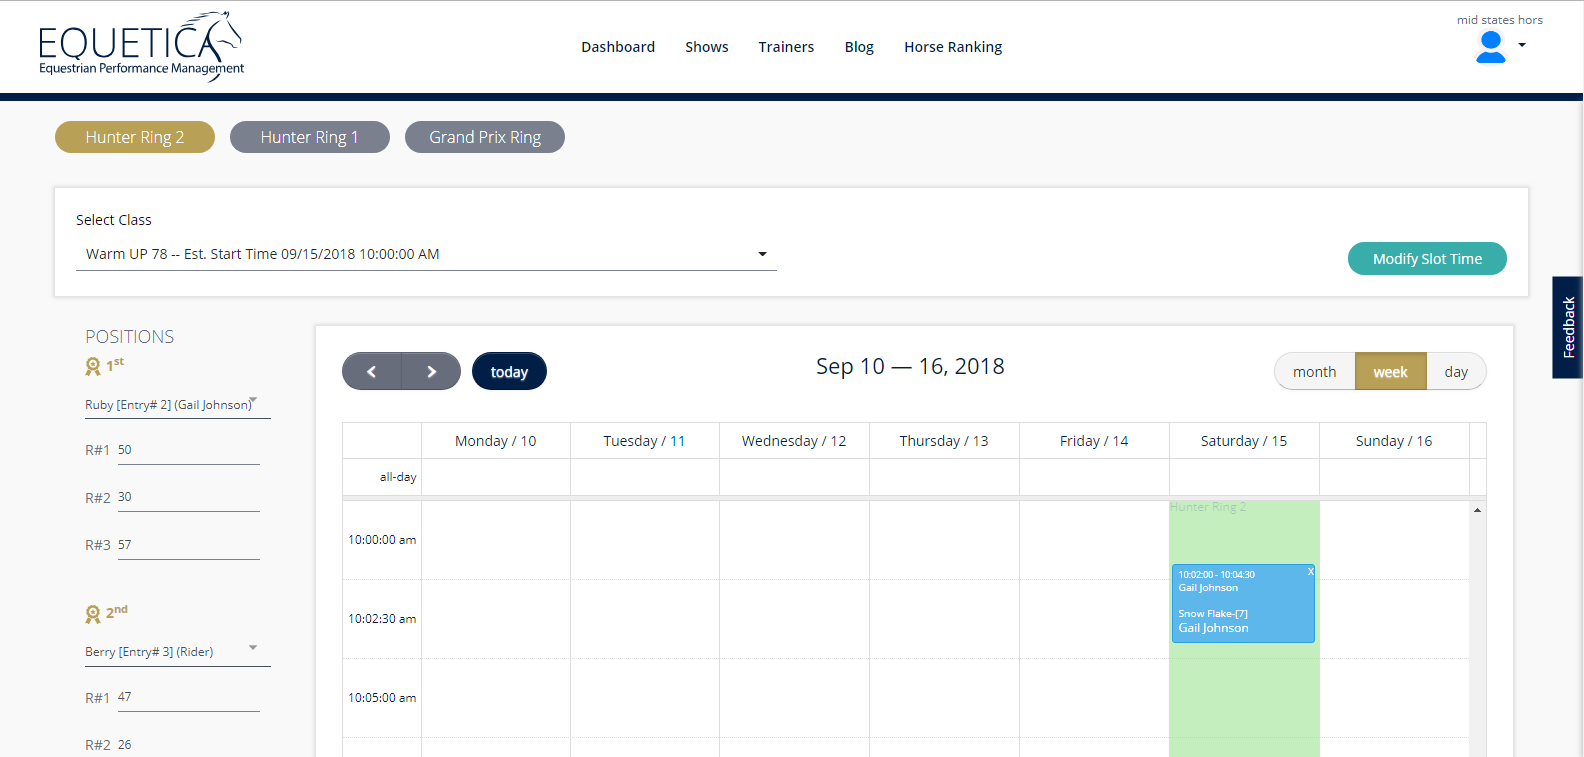 mid states hors
EQUETICA
Equestrian Performance Management
Dashboard Shows Trainers Blog Horse Ranking
Hunter Ring 2 Hunter Ring 1 Grand Prix Ring
Select Class
Warm UP 78 -- Est. Start Time 09/15/2018 10:00:00 AM
Modify Slot Time
Feedback
POSITIONS
1st
Ruby [Entry# 2] (Gail Johnson)
R#1 50
R#2 30
R#3 57
2nd
Berry [Entry# 3] (Rider)
R#1 47
R#2 26
today
Sep 10 — 16, 2018
month week day
Monday / 10 Tuesday / 11 Wednesday / 12 Thursday / 13 Friday / 14 Saturday / 15 Sunday / 16
all-day
Hunter Ring 2
10:00:00 am
10:02:00 - 10:04:30 X
Gail Johnson
Snow Flake-[7]
Gail Johnson
10:02:30 am
10:05:00 am